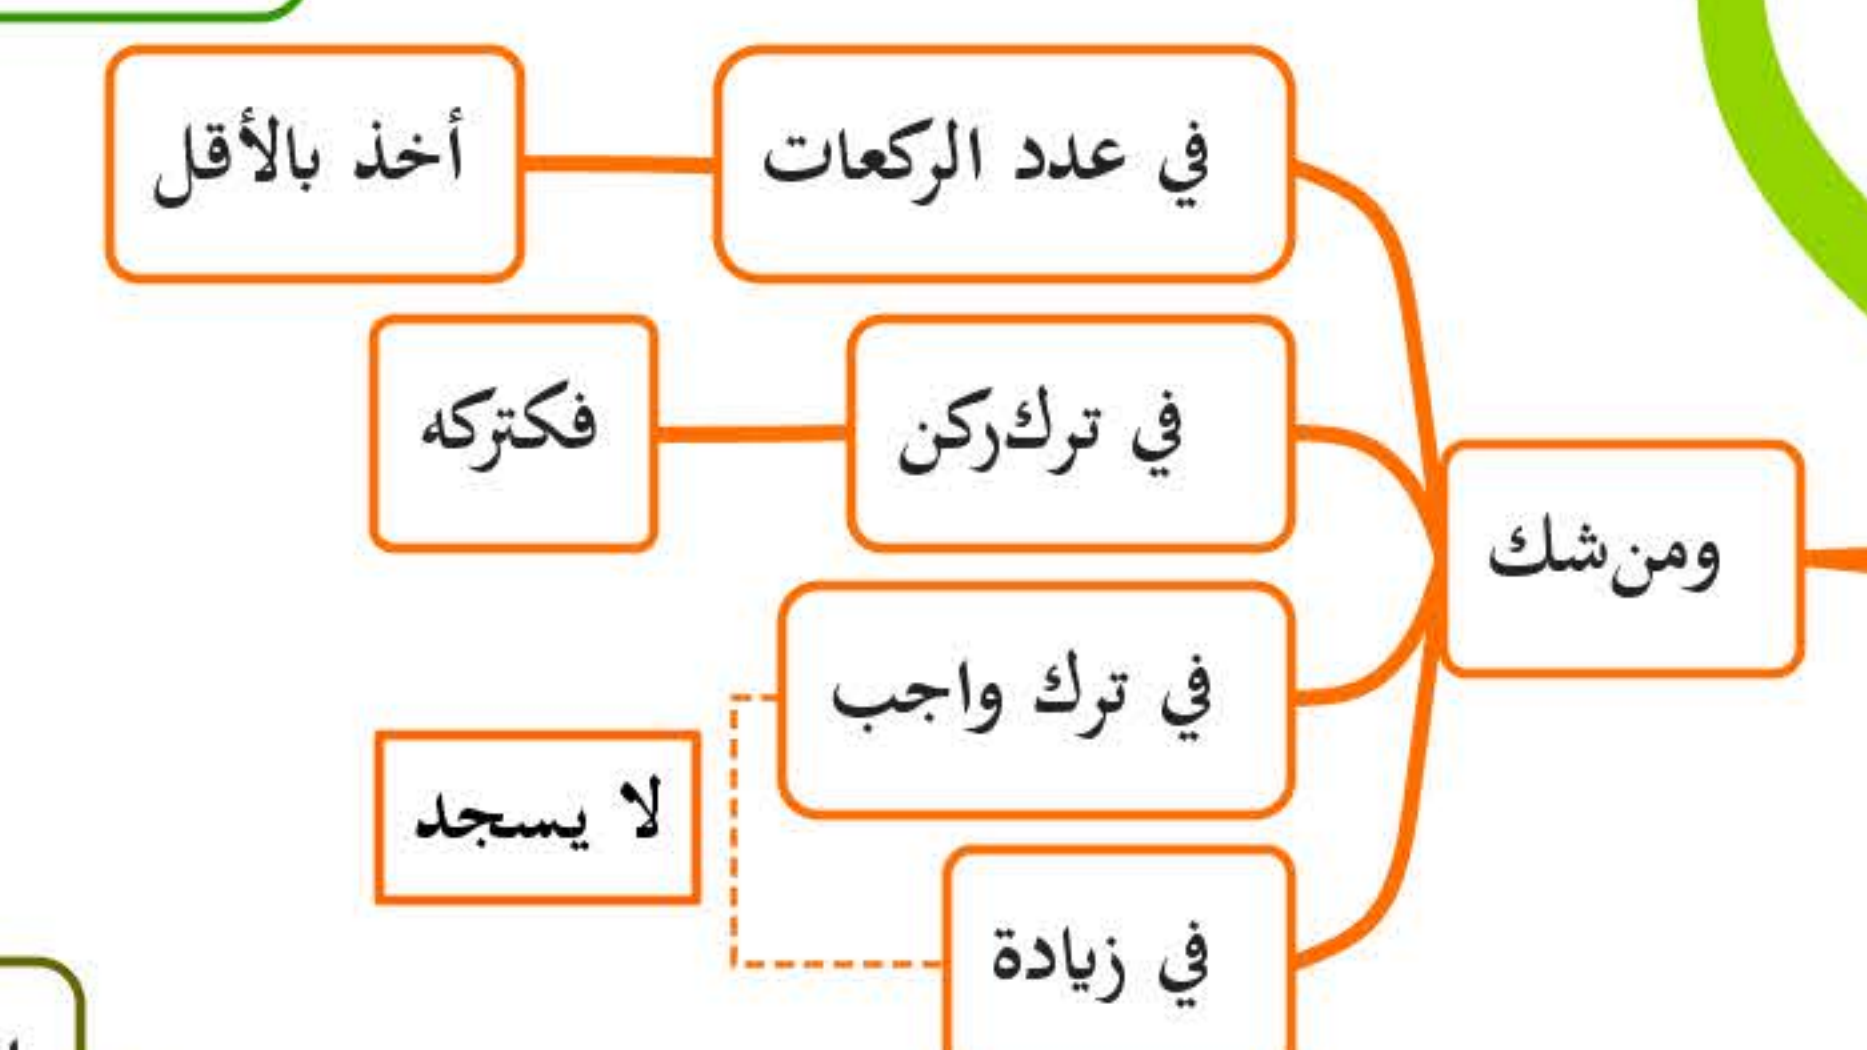 ومن شك
في عدد الركعات
أخذ بالأقل
في ترك ركن
فكتركه
في ترك واجب
في زيادة
لا يسجد